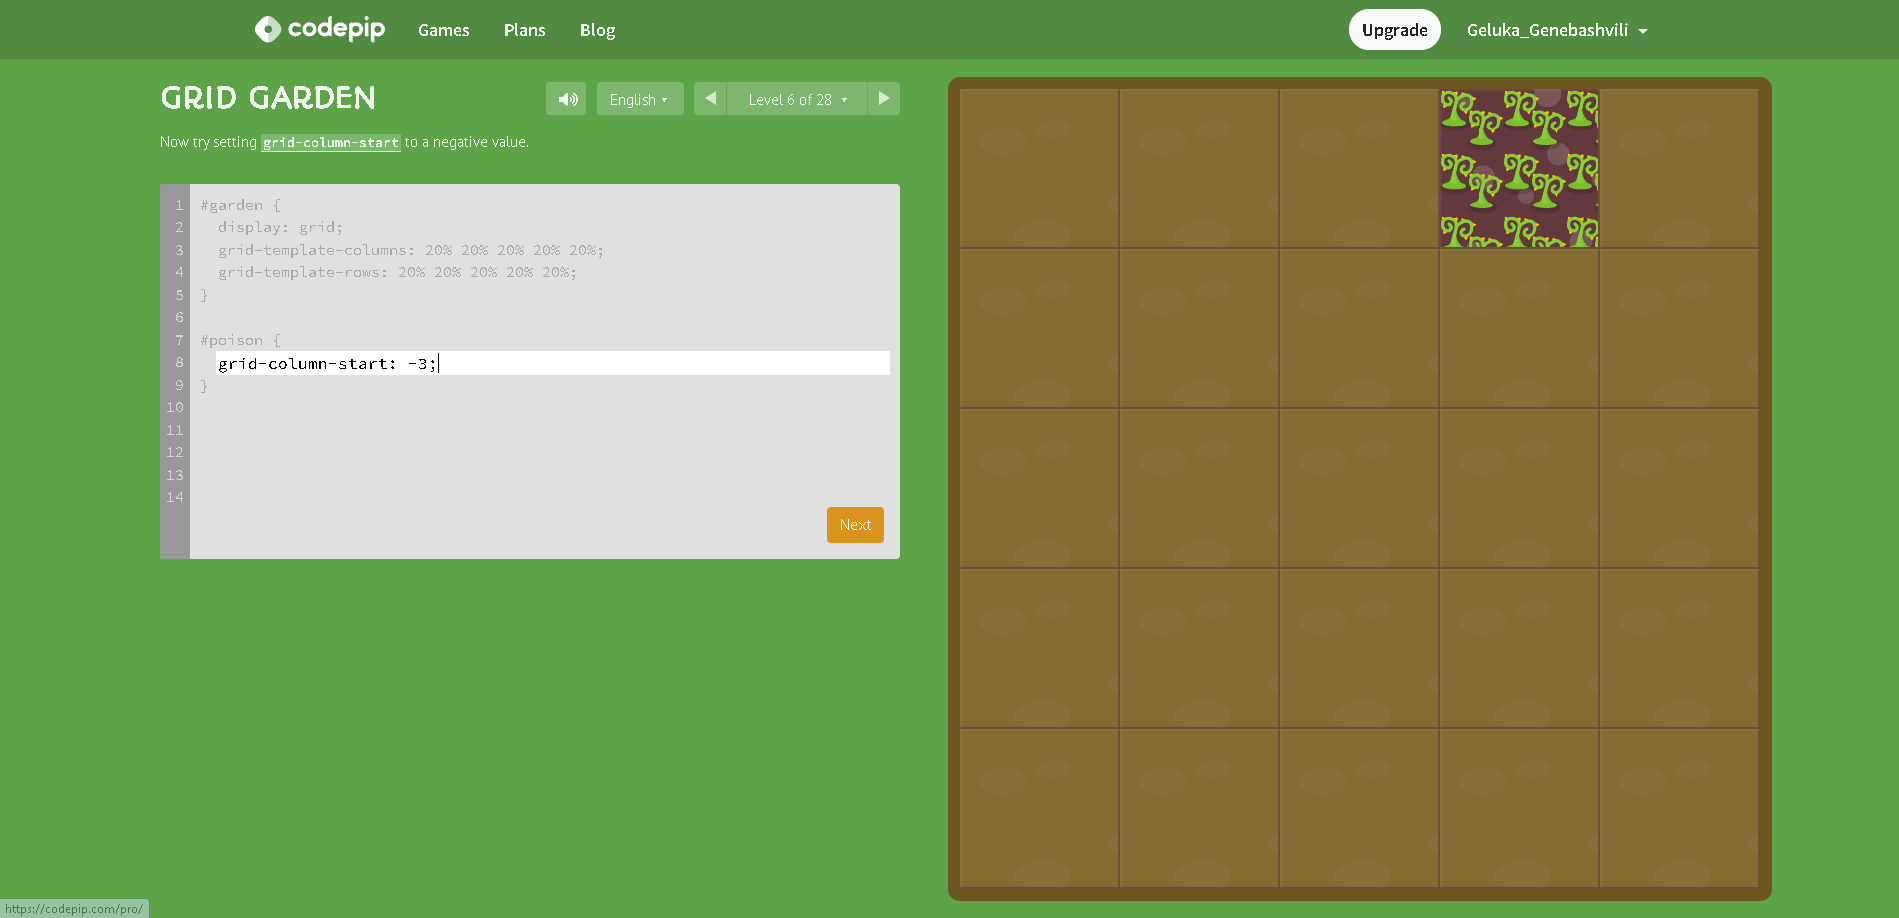 codepip Games Plans Blog Upgrade Geluka_Genebashvili
GRID GARDEN English Level 6 of 28
Now try setting grid-column-start to a negative value.
1 #garden {
2 display: grid;
3 grid-template-columns: 20% 20% 20% 20% 20%;
4 grid-template-rows: 20% 20% 20% 20% 20%;
5 }
6
7 #poison {
8 grid-column-start: -3;
9 }
10
11
12
13
14
Next
https://codepip.com/pro/